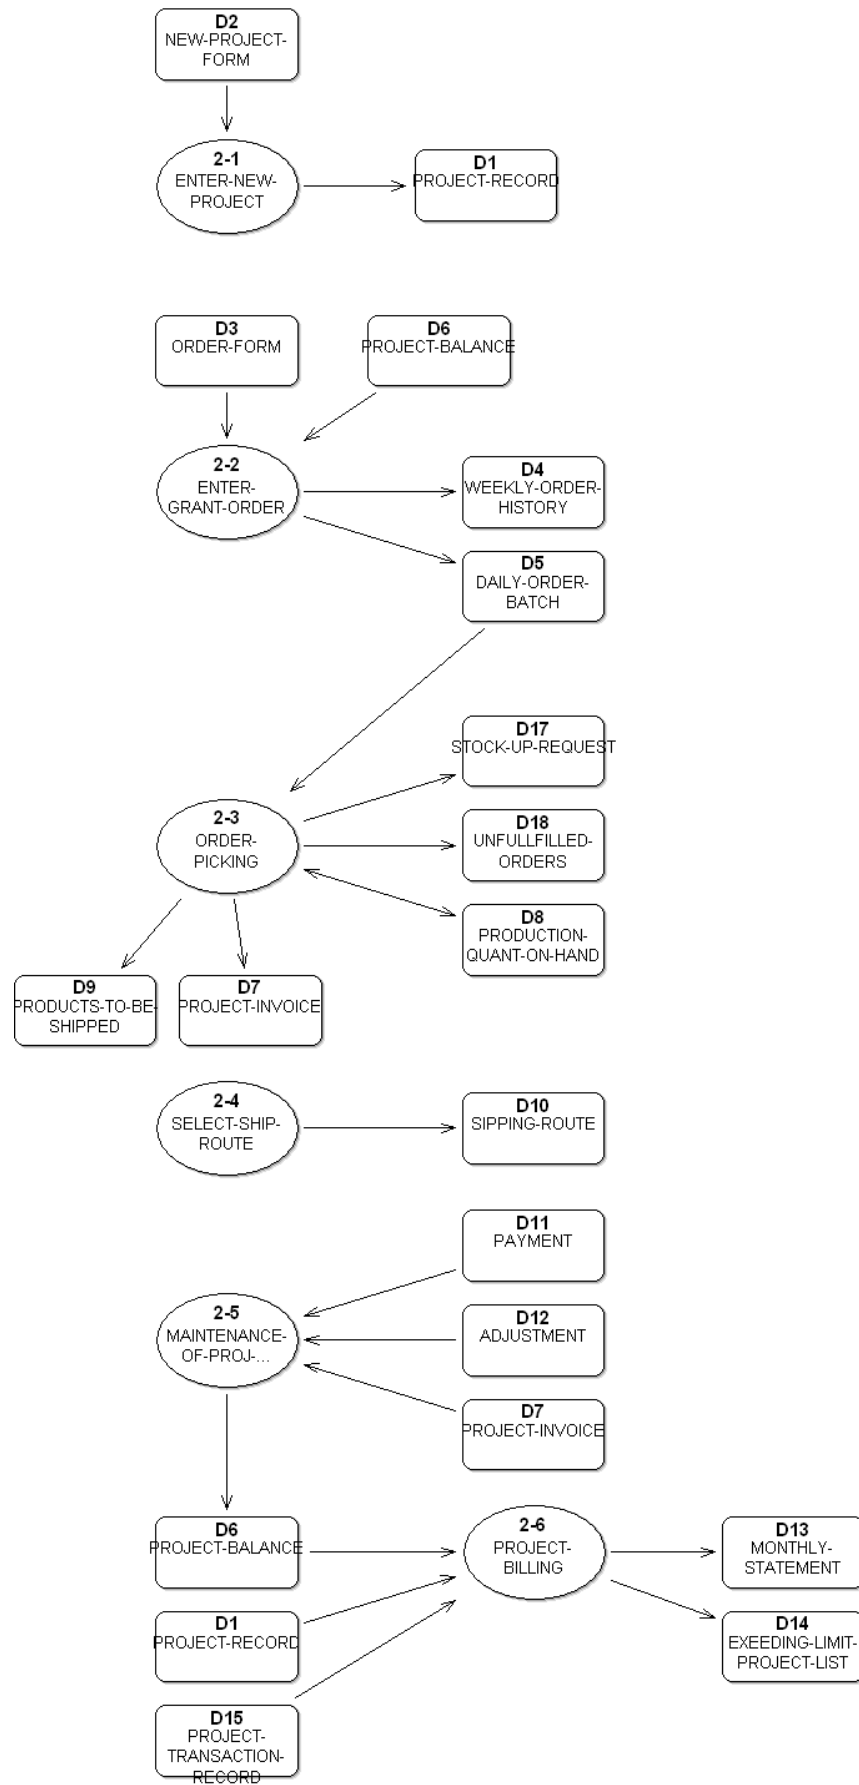 D2
NEW-PROJECT-
FORM
2-1
ENTER-NEW-
PROJECT
D1
PROJECT-RECORD
D3
ORDER-FORM
D6
PROJECT-BALANCE
2-2
ENTER-
GRANT-ORDER
D4
WEEKLY-ORDER-
HISTORY
D5
DAILY-ORDER-
BATCH
D17
STOCK-UP-REQUEST
2-3
ORDER-
PICKING
D18
UNFULLFILLED-
ORDERS
D8
PRODUCTION-
QUANT-ON-HAND
D9
PRODUCTS-TO-BE-
SHIPPED
D7
PROJECT-INVOICE
2-4
SELECT-SHIP-
ROUTE
D10
SIPPING-ROUTE
D11
PAYMENT
2-5
MAINTENANCE-
OF-PROJ-...
D12
ADJUSTMENT
D7
PROJECT-INVOICE
D6
PROJECT-BALANCE
2-6
PROJECT-
BILLING
D13
MONTHLY-
STATEMENT
D1
PROJECT-RECORD
D14
EXEEDING-LIMIT-
PROJECT-LIST
D15
PROJECT-
TRANSACTION-
RECORD